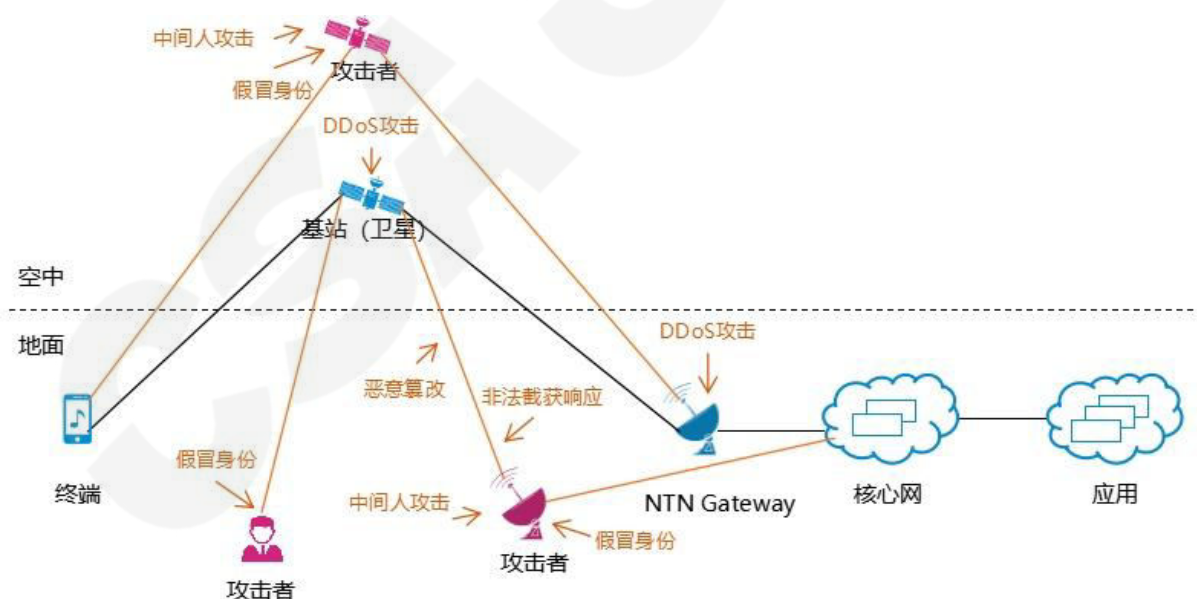 中间人攻击
攻击者
假冒身份
DDoS攻击
基站（卫星）
空中
地面
DDoS攻击
恶意篡改
非法截获响应
假冒身份
终端
中间人攻击
NTN Gateway
核心网
应用
假冒身份
攻击者
攻击者
CSA